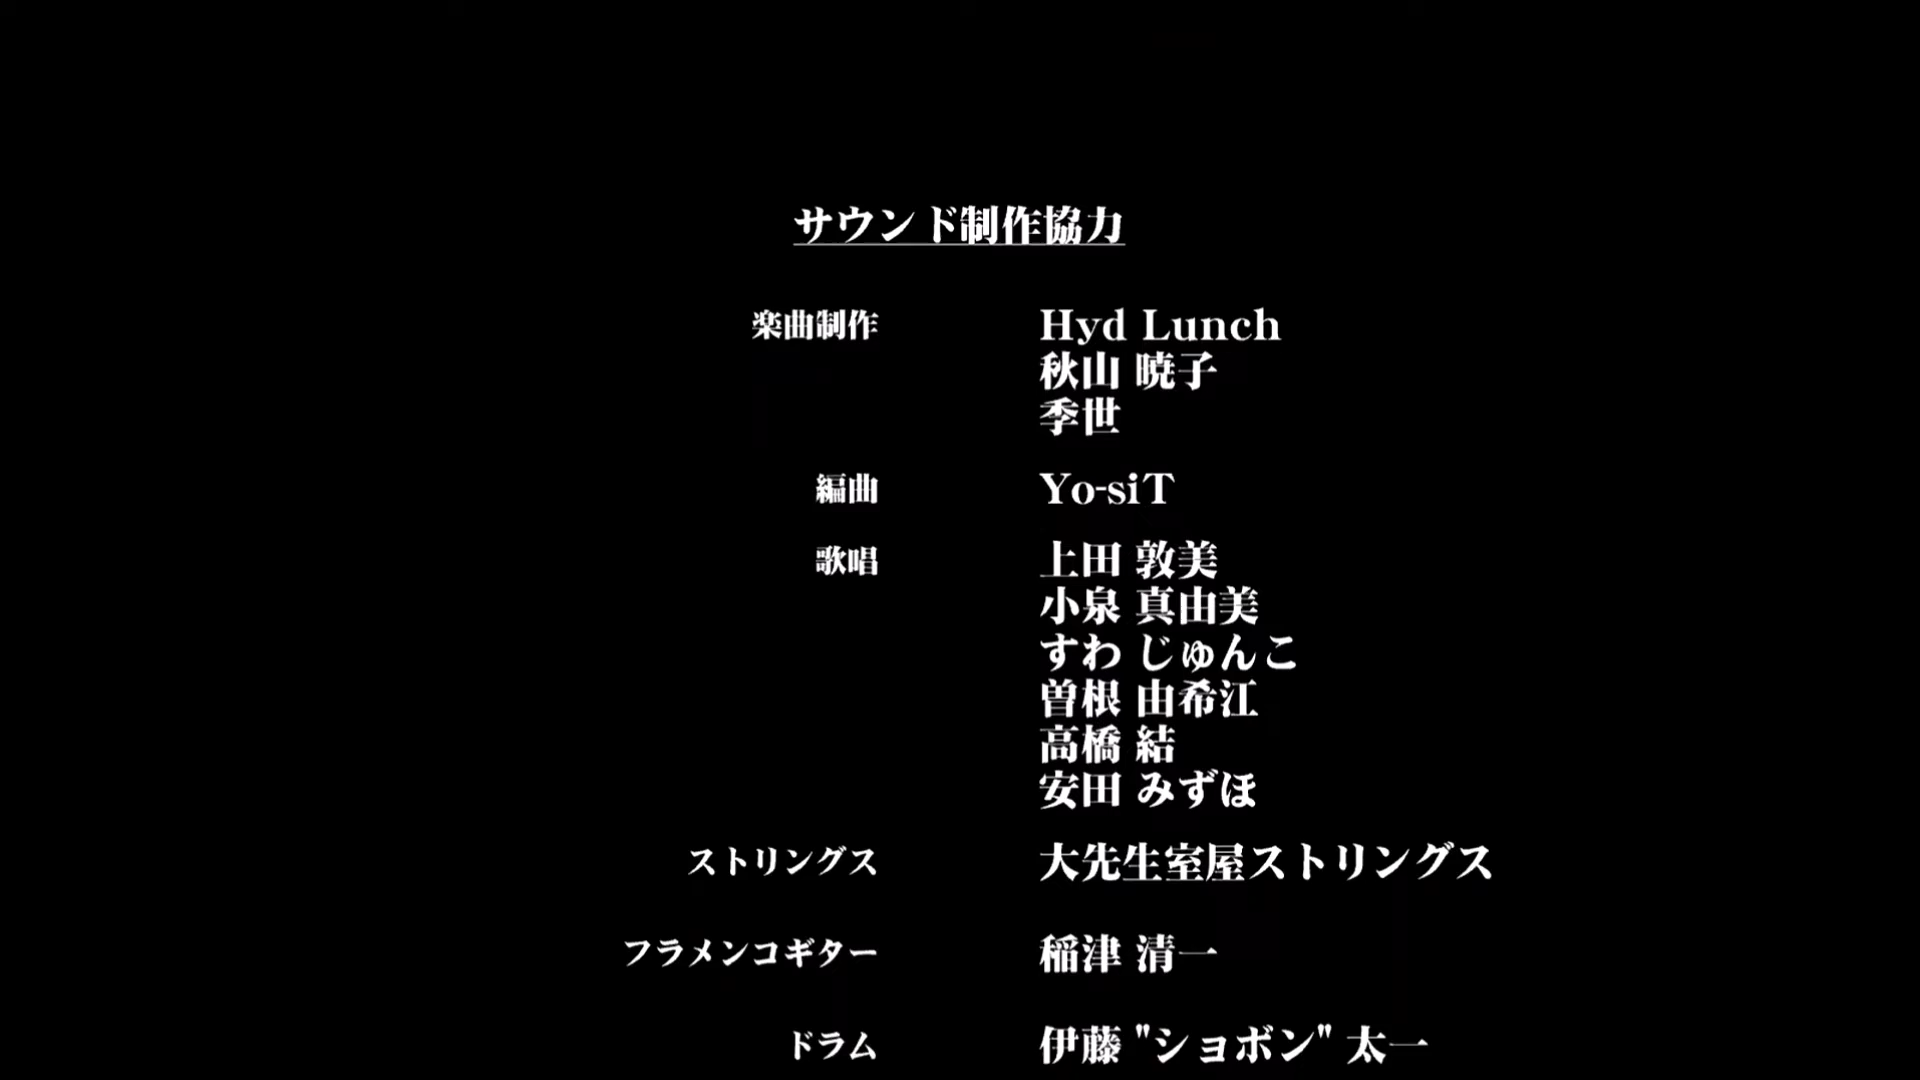 サウンド制作協力
楽曲制作 Hyd Lunch
秋山 暁子
季世
編曲 Yo-siT
歌唱 上田 敦美
小泉 真由美
すわ じゅんこ
曽根 由希江
高橋 結
安田 みずほ
ストリングス 大先生室屋ストリングス
フラメンコギター 稲津 清一
ドラム 伊藤 "ショボン" 太一